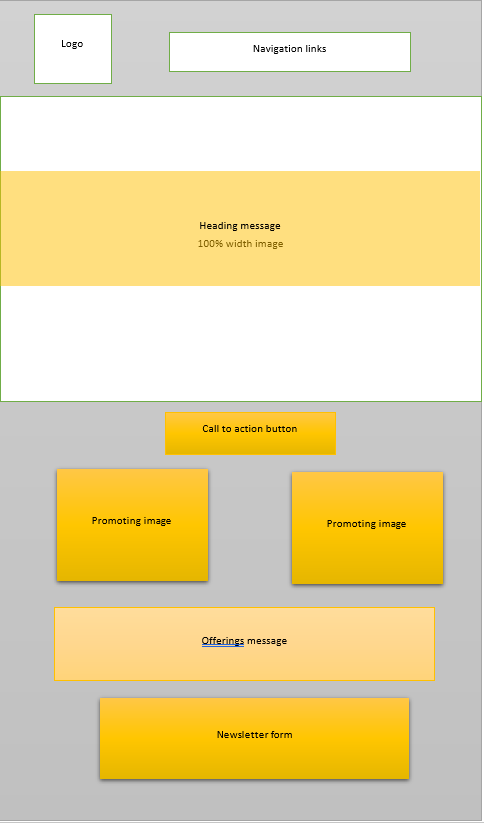 Logo
Navigation links
Heading message
100% width image
Call to action button
Promoting image
Promoting image
Offerings message
Newsletter form